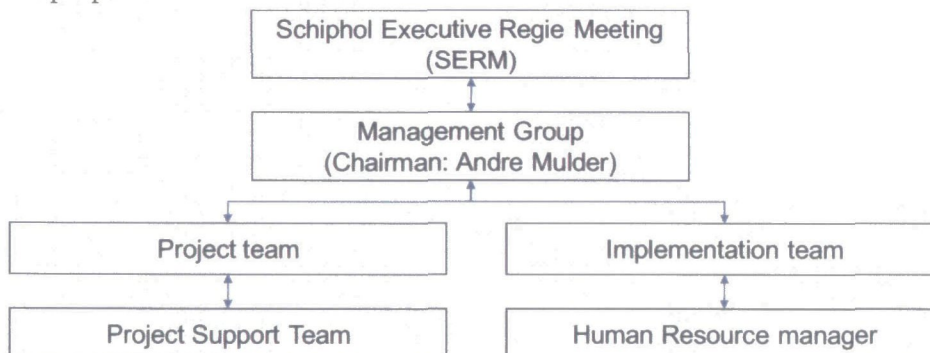 Schiphol Executive Regie Meeting
(SERM)
Management Group
(Chairman: Andre Mulder)
Project team
Implementation team
Project Support Team
Human Resource manager